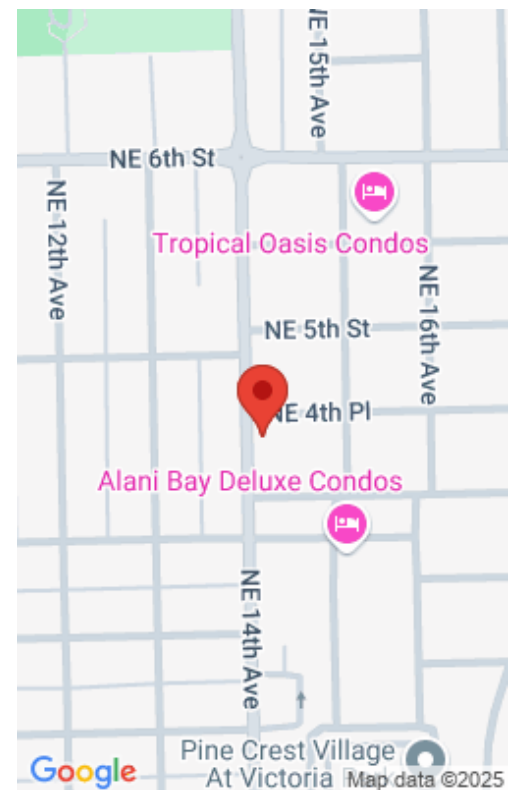 NE 15th Ave
NE 6th St
NE 12th Ave
Tropical Oasis Condos
NE 16th Ave
NE 5th St
NE 4th Pl
Alani Bay Deluxe Condos
NE 14th Ave
Pine Crest Village
At Victoria
Google
Map data ©2025